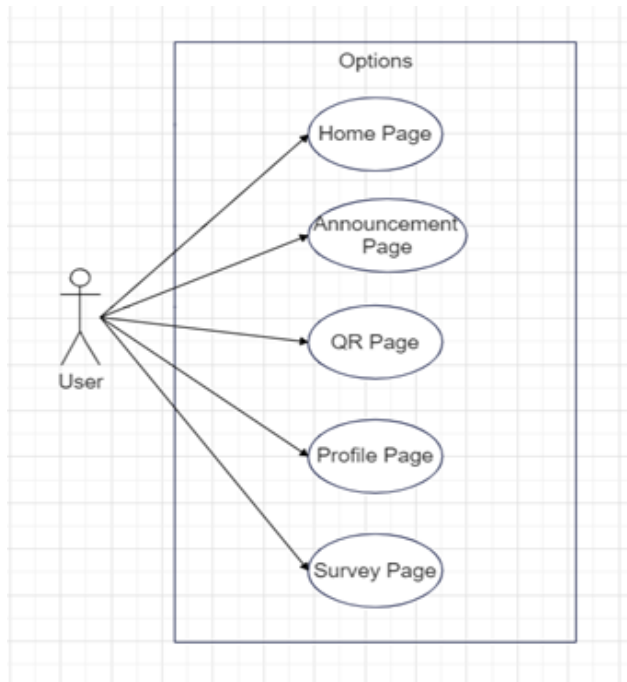 Options
Home Page
Announcement
Page
QR Page
User
Profile Page
Survey Page